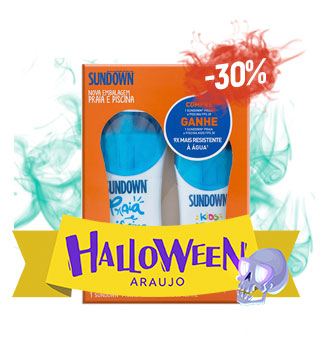 -30%
SUNDOWN
NOVA EMBALAGEM
PRAIA E PISCINA
COMPRE
GANHE
1X MAIS RESISTENTE
À ÁGUA
SUNDOWN
Praia
SUNDOWN
KIDS
HALLOWEEN
ARAUJO